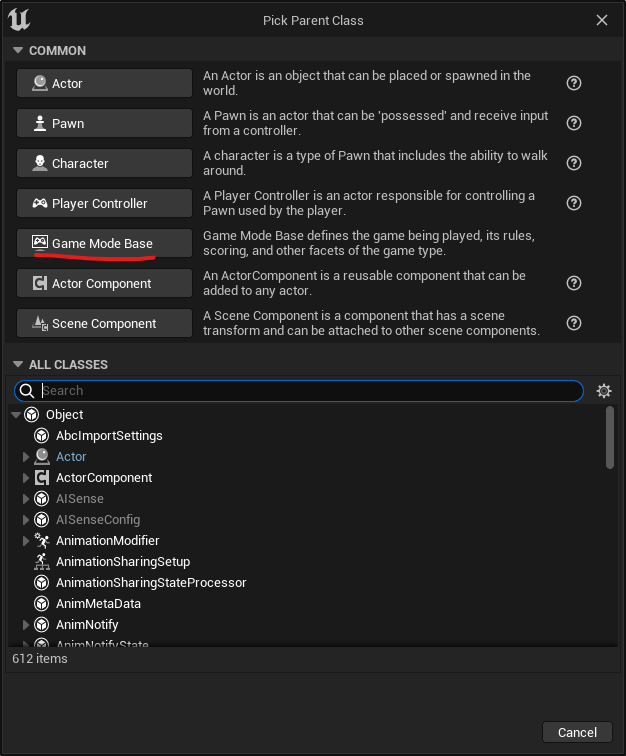 Pick Parent Class
COMMON
Actor
An Actor is an object that can be placed or spawned in the
world.
Pawn
A Pawn is an actor that can be 'possessed' and receive input
from a controller.
Character
A character is a type of Pawn that includes the ability to walk
around.
Player Controller
A Player Controller is an actor responsible for controlling a
Pawn used by the player.
Game Mode Base
Game Mode Base defines the game being played, its rules,
scoring, and other facets of the game type.
Actor Component
An ActorComponent is a reusable component that can be
added to any actor.
Scene Component
A Scene Component is a component that has a scene
transform and can be attached to other scene components.
ALL CLASSES
Search
Object
AbcImportSettings
Actor
ActorComponent
AISense
AISenseConfig
AnimationModifier
AnimationSharingSetup
AnimationSharingStateProcessor
AnimMetaData
AnimNotify
AnimNotifyState
612 items
Cancel